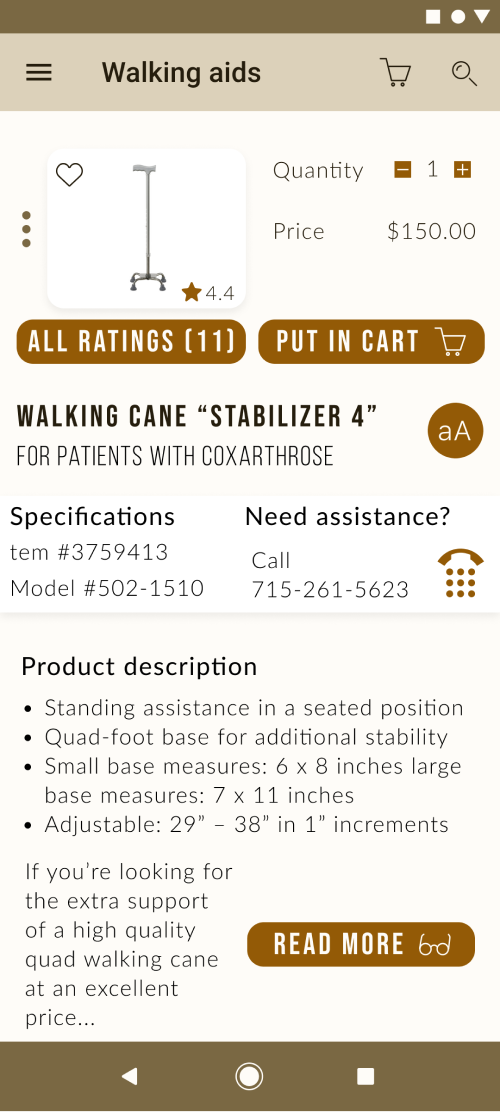 Walking aids
Quantity 1
Price $150.00
4.4
ALL RATINGS (11)
PUT IN CART
WALKING CANE “STABILIZER 4”
FOR PATIENTS WITH COXARTHROSE
aA
Specifications
tem #3759413
Model #502-1510
Need assistance?
Call
715-261-5623
Product description
• Standing assistance in a seated position
• Quad-foot base for additional stability
• Small base measures: 6 x 8 inches large
base measures: 7 x 11 inches
• Adjustable: 29” – 38” in 1” increments
If you’re looking for
the extra support
of a high quality
quad walking cane
at an excellent
price...
READ MORE